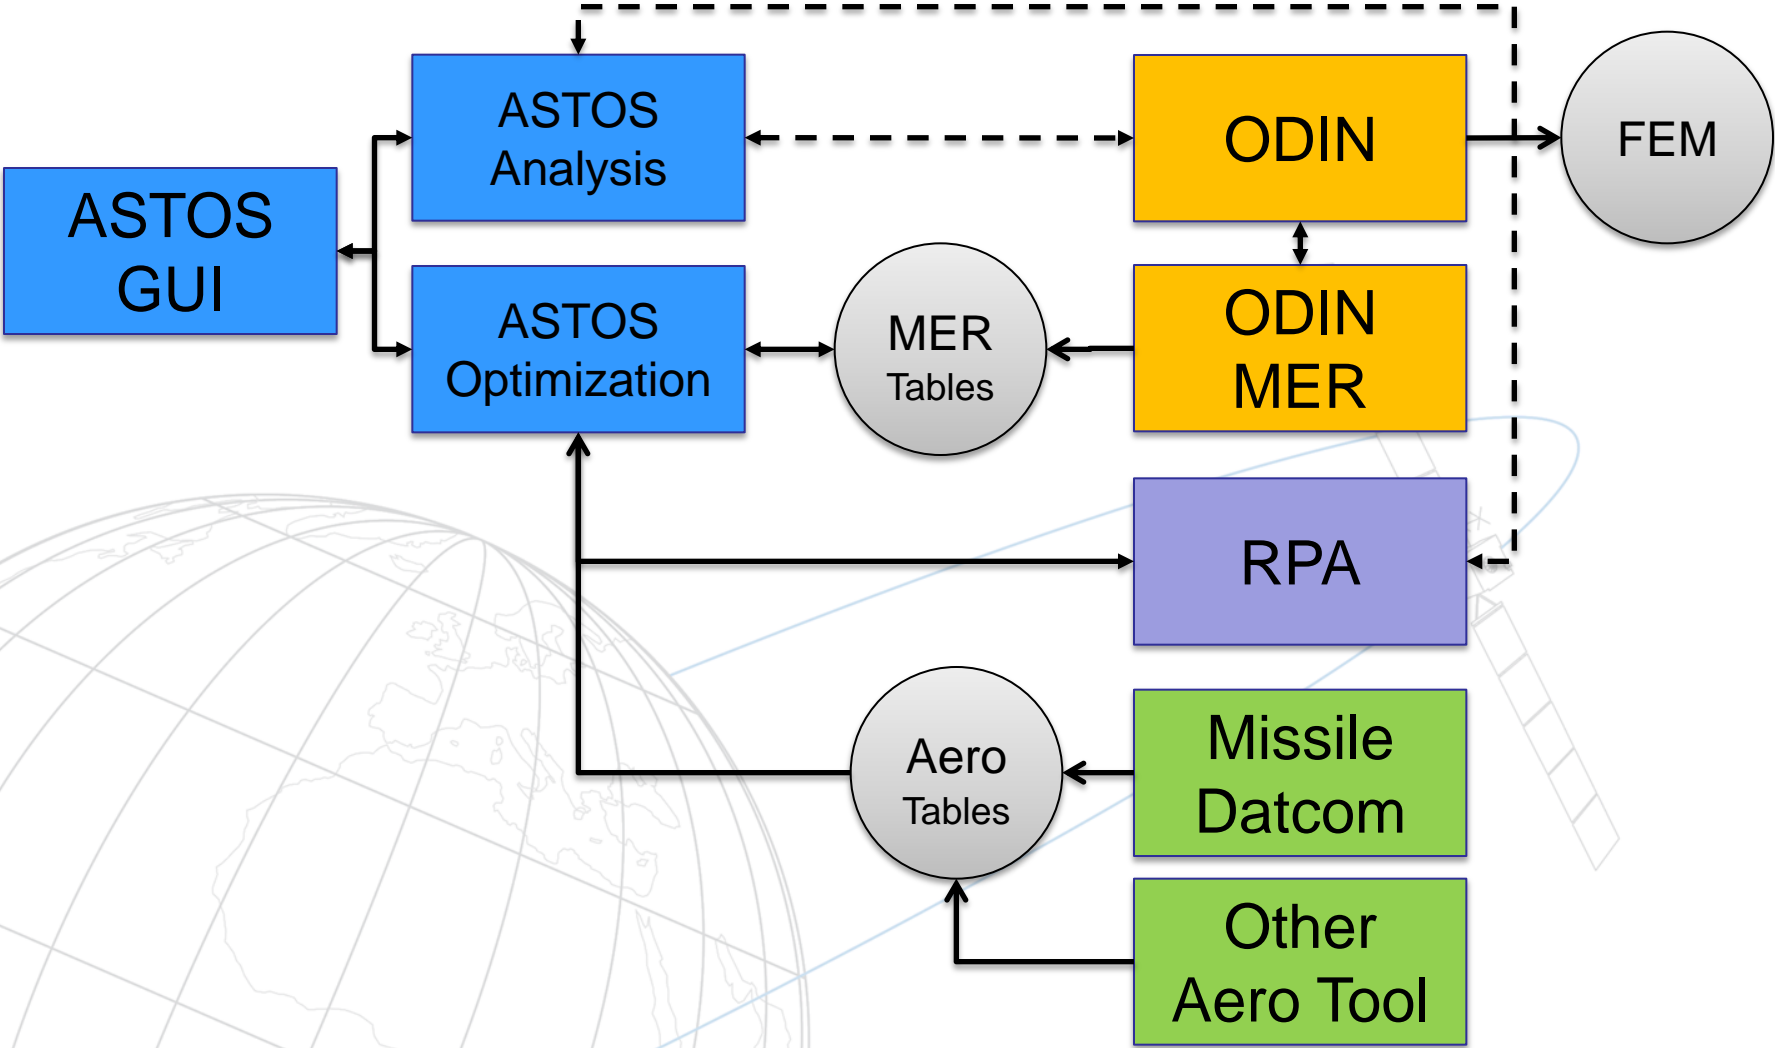 ASTOS
GUI
ASTOS
Analysis
ASTOS
Optimization
MER
Tables
ODIN
FEM
ODIN
MER
RPA
Aero
Tables
Missile
Datcom
Other
Aero Tool